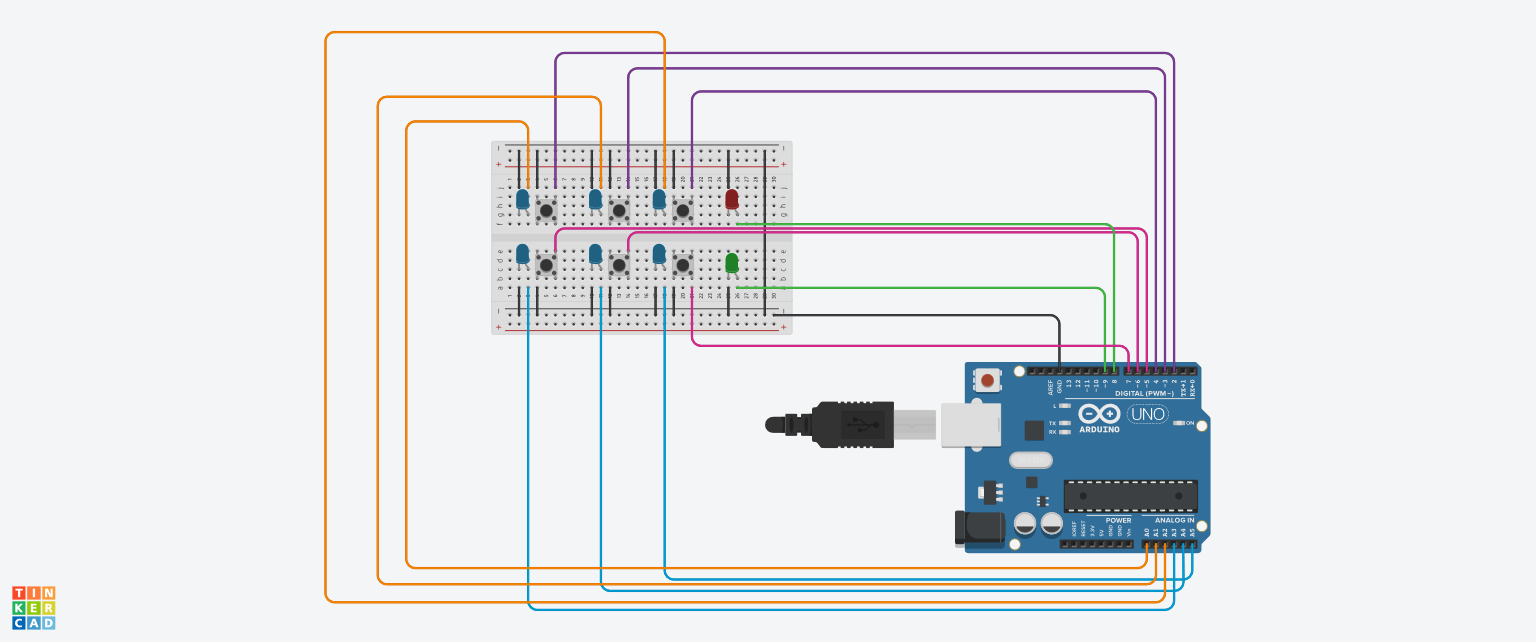 AREF
GND
13
12
~11
~10
~9
8
7
~6
~5
4
~3
2
TX→1
RX←0
DIGITAL (PWM ~)
L
TX
RX
ARDUINO
UNO
ON
POWER
ANALOG IN
IOREF
RESET
3.3V
5V
GND
GND
Vin
A0
A1
A2
A3
A4
A5
TIN
KER
CAD